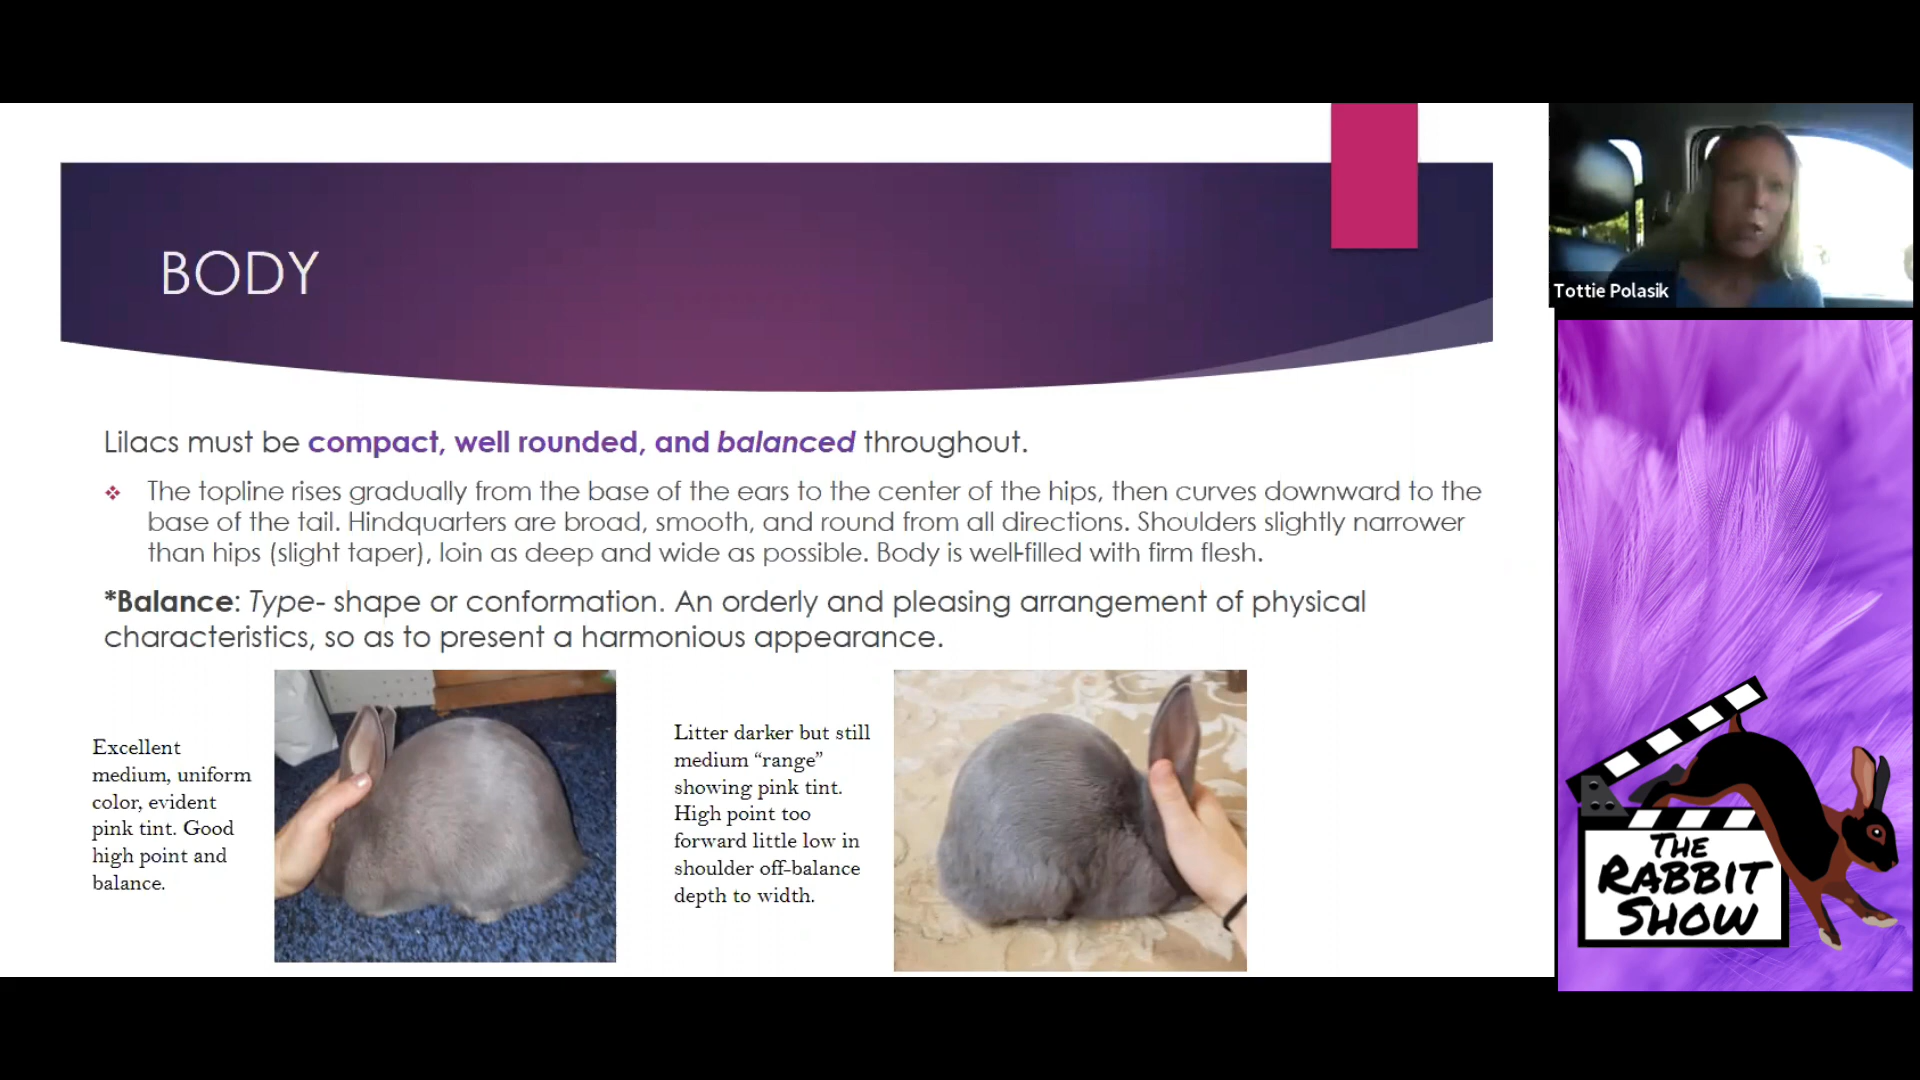 BODY
Lilacs must be compact, well rounded, and balanced throughout.
❖ The topline rises gradually from the base of the ears to the center of the hips, then curves downward to the
base of the tail. Hindquarters are broad, smooth, and round from all directions. Shoulders slightly narrower
than hips (slight taper), loin as deep and wide as possible. Body is well-filled with firm flesh.
*Balance: Type- shape or conformation. An orderly and pleasing arrangement of physical
characteristics, so as to present a harmonious appearance.
Excellent
medium, uniform
color, evident
pink tint. Good
high point and
balance.
Litter darker but still
medium “range”
showing pink tint.
High point too
forward little low in
shoulder off-balance
depth to width.
Tottie Polasik
THE
RABBIT
SHOW